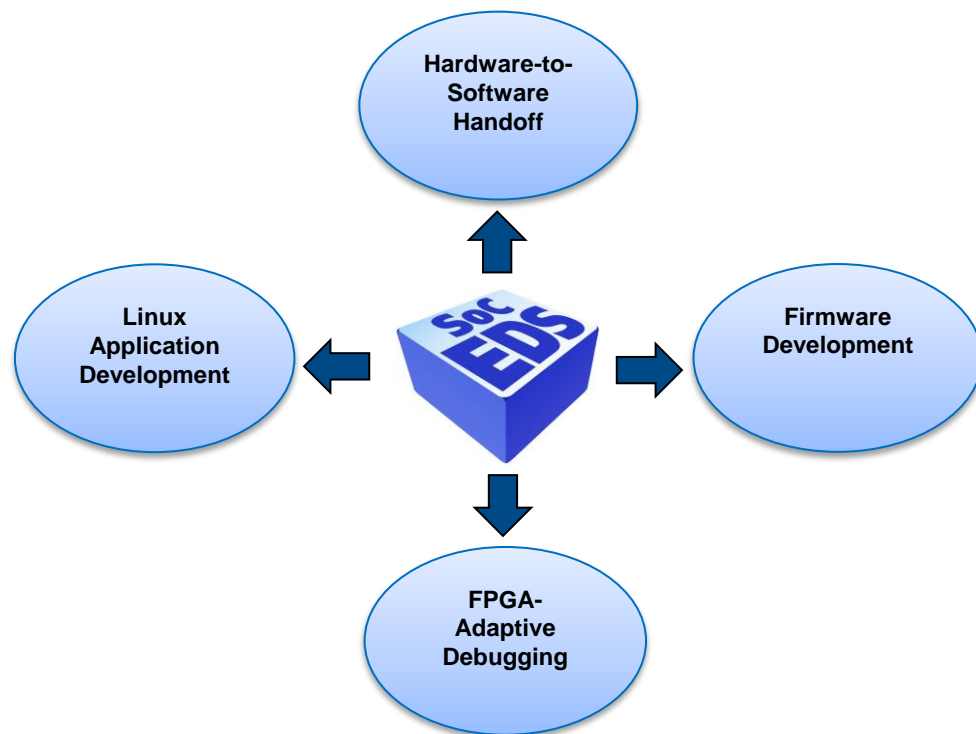 Hardware-to-
Software
Handoff
Linux
Application
Development
SoC
EDS
Firmware
Development
FPGA-
Adaptive
Debugging